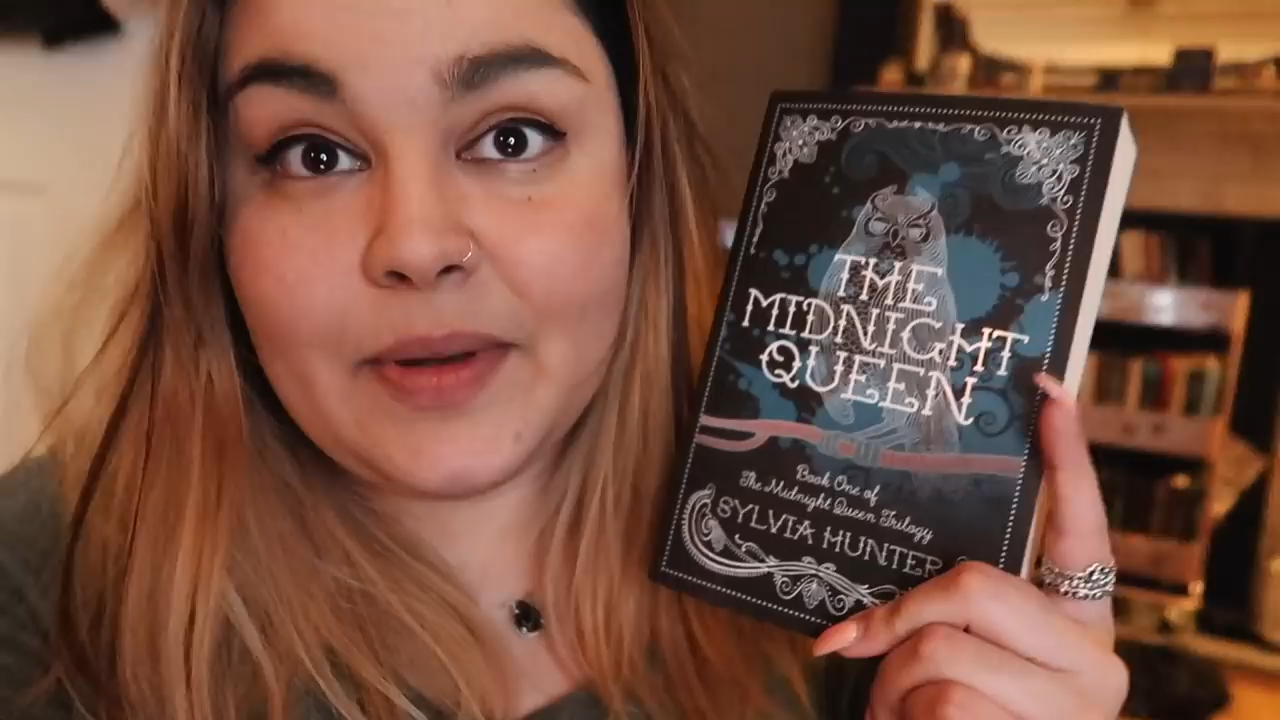 THE
MIDNIGHT
QUEEN
Book One of
The Midnight Queen Trilogy
SYLVIA HUNTER